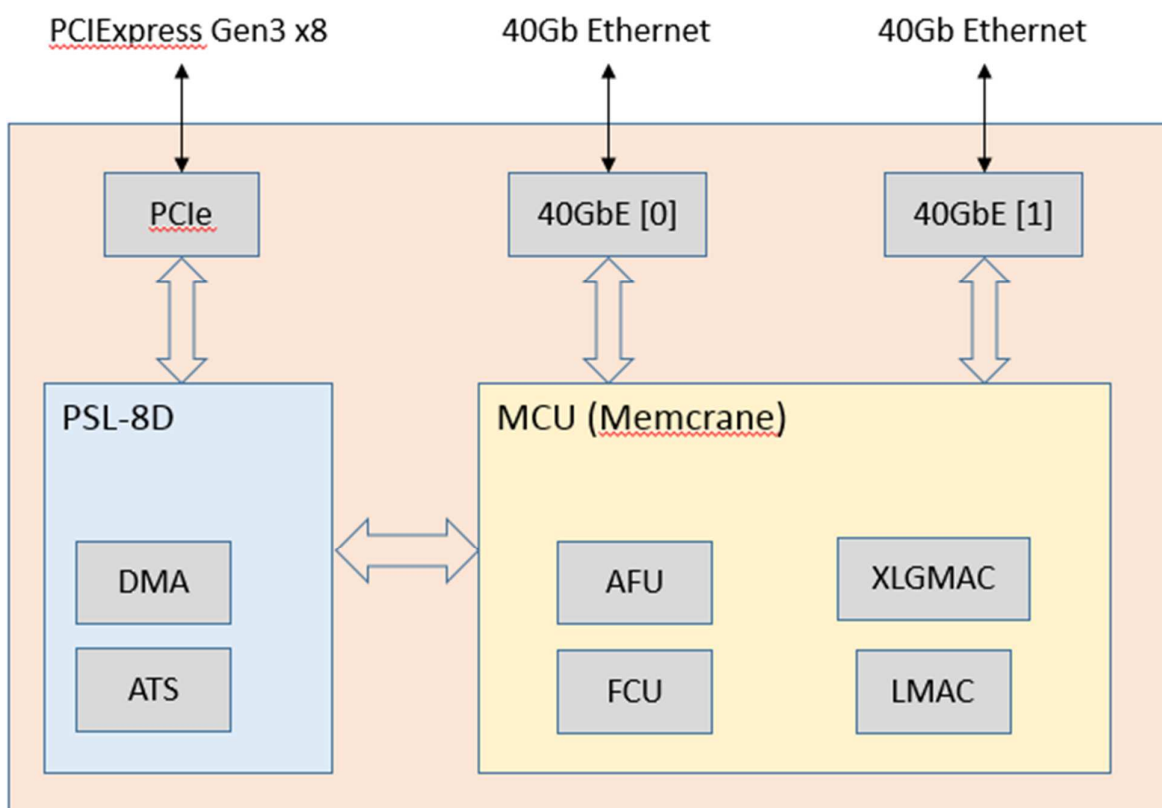 PCIExpress Gen3 x8
40Gb Ethernet
40Gb Ethernet
PCIe
40GbE [0]
40GbE [1]
PSL-8D
MCU (Memcrane)
DMA
AFU
XLGMAC
ATS
FCU
LMAC